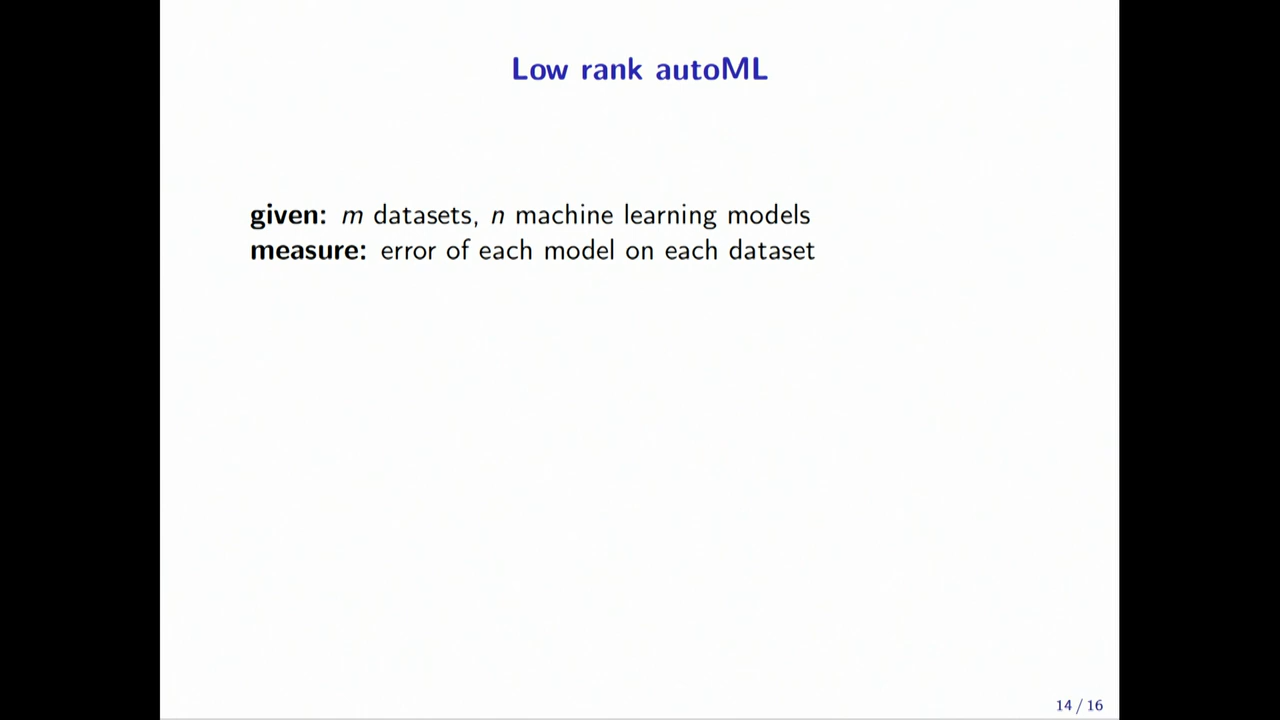 Low rank autoML
given: m datasets, n machine learning models
measure: error of each model on each dataset
14 / 16